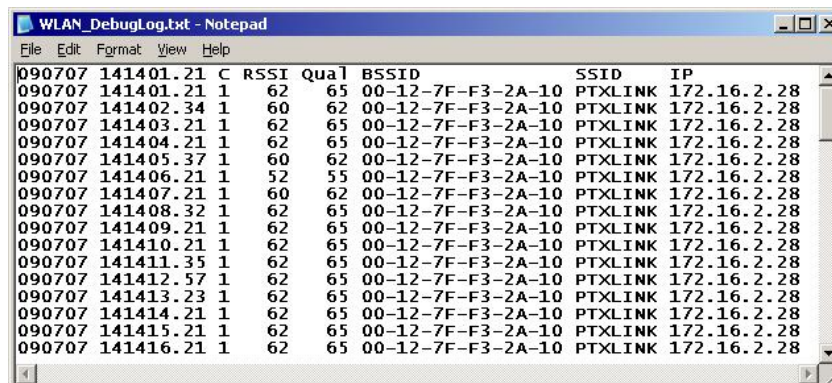 WLAN_DebugLog.txt - Notepad
File Edit Format View Help
090707 141401.21 C RSSI Qual BSSID SSID IP
090707 141401.21 1 62 65 00-12-7F-F3-2A-10 PTXLINK 172.16.2.28
090707 141402.34 1 60 62 00-12-7F-F3-2A-10 PTXLINK 172.16.2.28
090707 141403.21 1 62 65 00-12-7F-F3-2A-10 PTXLINK 172.16.2.28
090707 141404.21 1 62 65 00-12-7F-F3-2A-10 PTXLINK 172.16.2.28
090707 141405.37 1 60 62 00-12-7F-F3-2A-10 PTXLINK 172.16.2.28
090707 141406.21 1 52 55 00-12-7F-F3-2A-10 PTXLINK 172.16.2.28
090707 141407.21 1 60 62 00-12-7F-F3-2A-10 PTXLINK 172.16.2.28
090707 141408.32 1 62 65 00-12-7F-F3-2A-10 PTXLINK 172.16.2.28
090707 141409.21 1 62 65 00-12-7F-F3-2A-10 PTXLINK 172.16.2.28
090707 141410.21 1 62 65 00-12-7F-F3-2A-10 PTXLINK 172.16.2.28
090707 141411.35 1 62 65 00-12-7F-F3-2A-10 PTXLINK 172.16.2.28
090707 141412.57 1 62 65 00-12-7F-F3-2A-10 PTXLINK 172.16.2.28
090707 141413.23 1 62 65 00-12-7F-F3-2A-10 PTXLINK 172.16.2.28
090707 141414.21 1 62 65 00-12-7F-F3-2A-10 PTXLINK 172.16.2.28
090707 141415.21 1 62 65 00-12-7F-F3-2A-10 PTXLINK 172.16.2.28
090707 141416.21 1 62 65 00-12-7F-F3-2A-10 PTXLINK 172.16.2.28